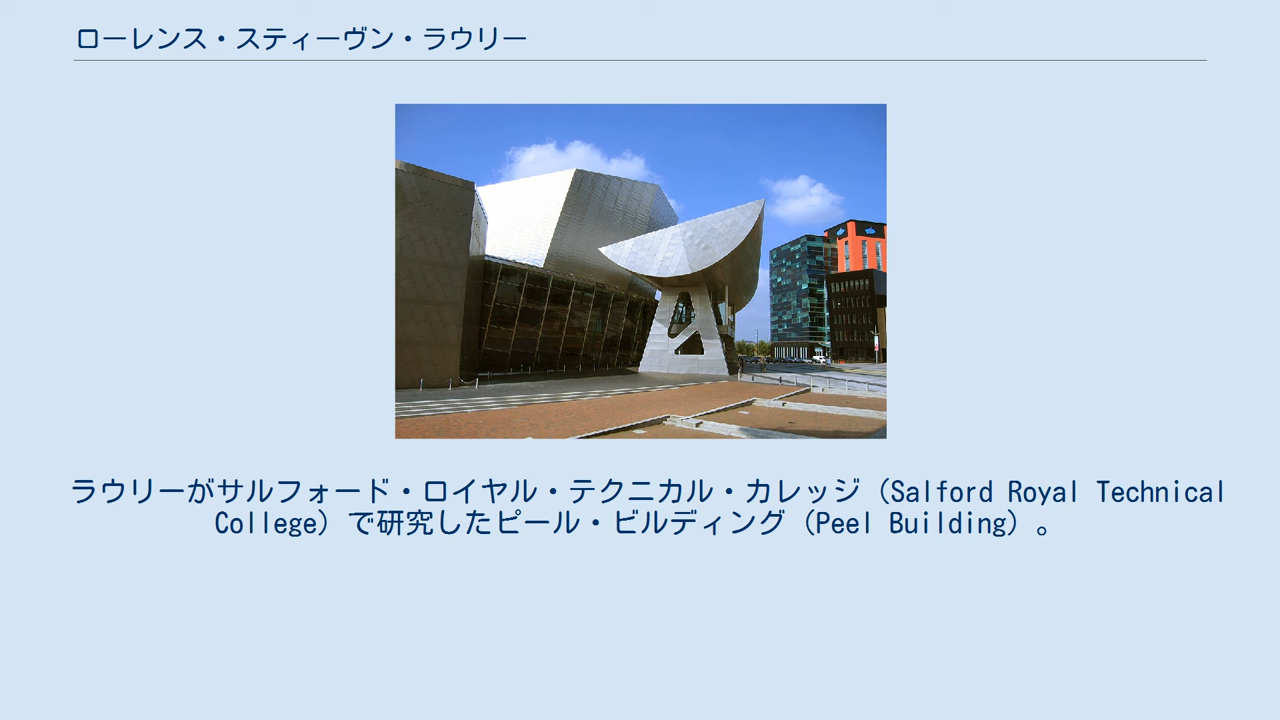 ローレンス・スティーヴン・ラウリー
ラウリーがサルフォード・ロイヤル・テクニカル・カレッジ（Salford Royal Technical
College）で研究したピール・ビルディング（Peel Building）。